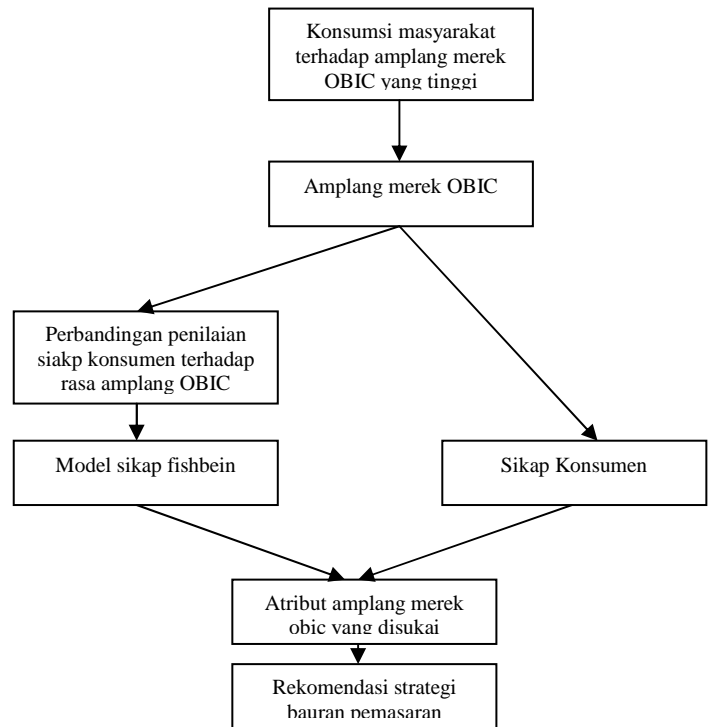 Konsumsi masyarakat
terhadap amplang merek
OBIC yang tinggi
Amplang merek OBIC
Perbandingan penilaian
siakp konsumen terhadap
rasa amplang OBIC
Model sikap fishbein
Sikap Konsumen
Atribut amplang merek
obic yang disukai
Rekomendasi strategi
bauran pemasaran